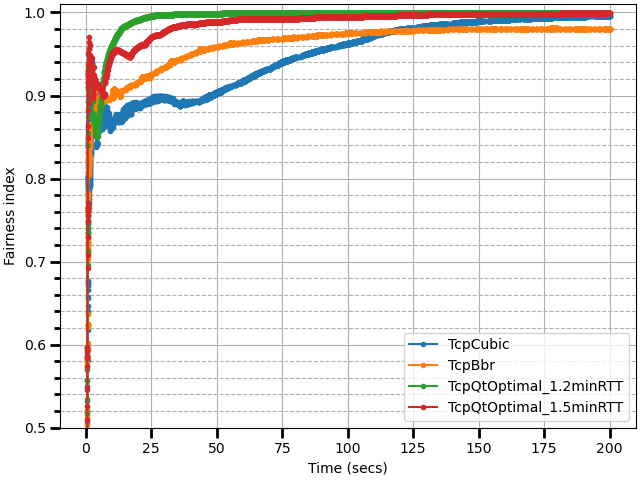 1.0
0.9
0.8
0.7
0.6
0.5
Fairness index
0
25
50
75
100
125
150
175
200
Time (secs)
TcpCubic
TcpBbr
TcpQtOptimal_1.2minRTT
TcpQtOptimal_1.5minRTT